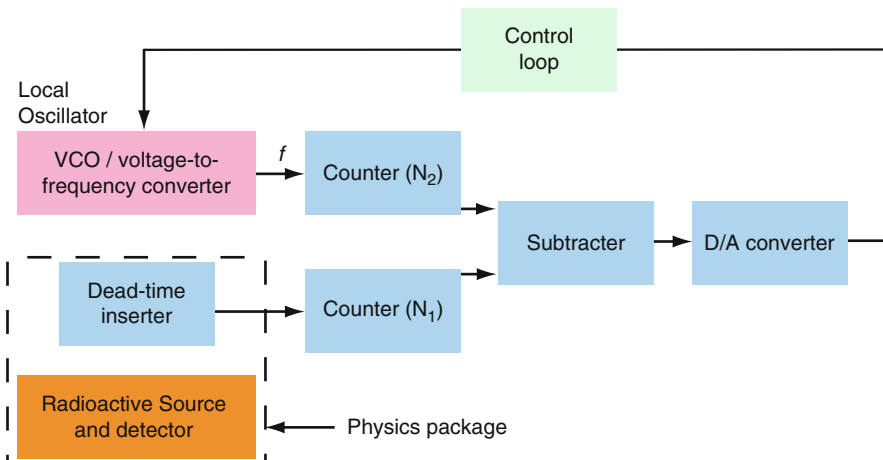 Control
loop
Local
Oscillator
VCO / voltage-to-
frequency converter
f
Counter (N₂)
Subtracter
D/A converter
Dead-time
inserter
Counter (N₁)
Radioactive Source
and detector
Physics package